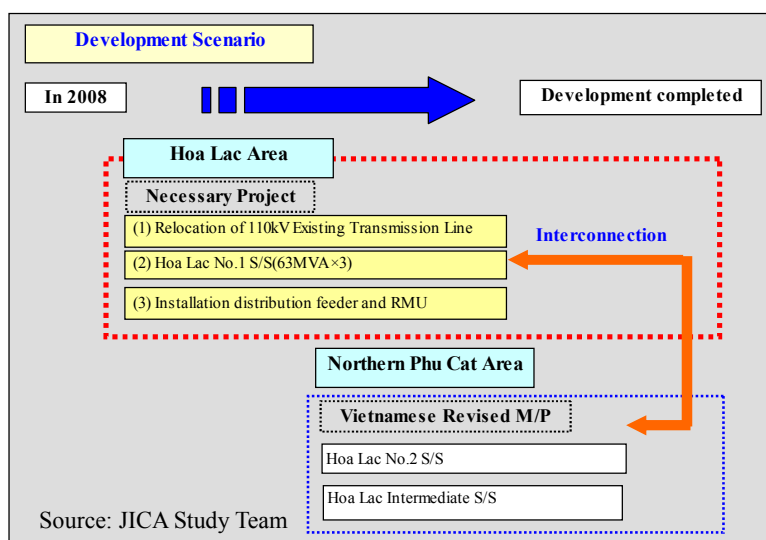 Development Scenario
In 2008
Development completed
Hoa Lac Area
Necessary Project
(1) Relocation of 110kV Existing Transmission Line
(2) Hoa Lac No.1 S/S(63MVA×3)
(3) Installation distribution feeder and RMU
Interconnection
Northern Phu Cat Area
Vietnamese Revised M/P
Hoa Lac No.2 S/S
Hoa Lac Intermediate S/S
Source: JICA Study Team